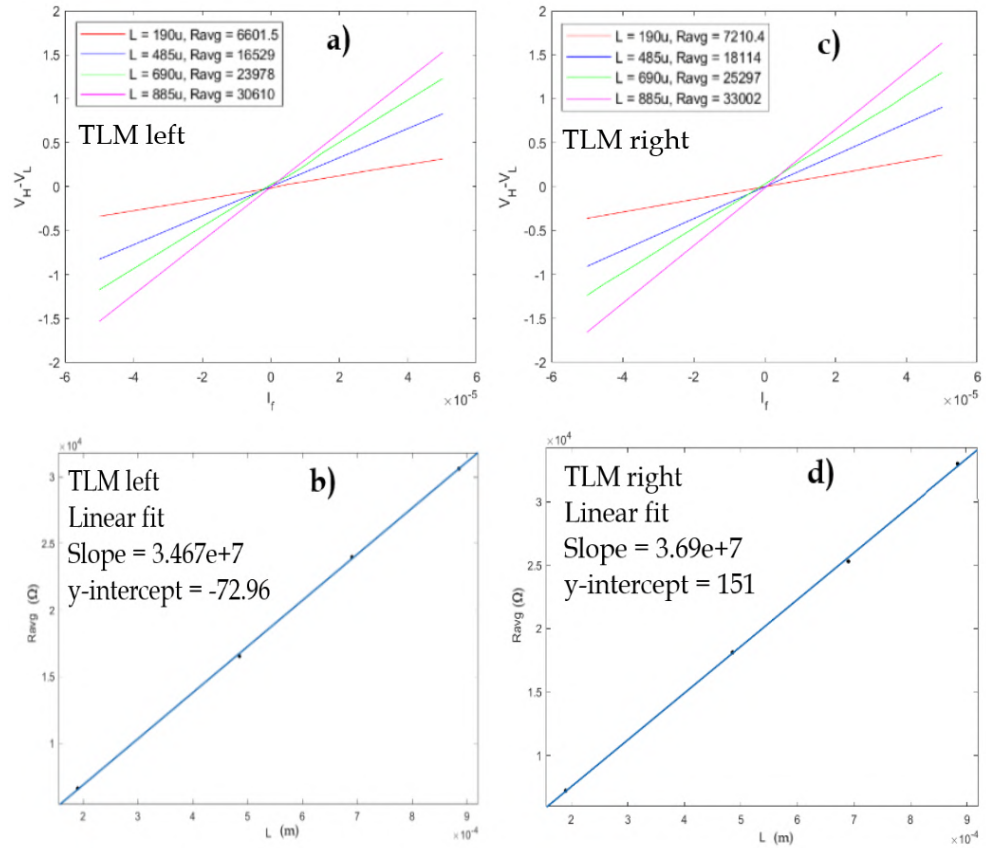 a)
L = 190u, Ravg = 6601.5
L = 485u, Ravg = 16529
L = 690u, Ravg = 23978
L = 885u, Ravg = 30610
TLM left
2
1.5
1
0.5
0
-0.5
-1
-1.5
-2
V_H-V_L
-6 -4 -2 0 2 4 6
×10^-5
I_f
c)
L = 190u, Ravg = 7210.4
L = 485u, Ravg = 18114
L = 690u, Ravg = 25297
L = 885u, Ravg = 33002
TLM right
2
1.5
1
0.5
0
-0.5
-1
-1.5
-2
V_H-V_L
-6 -4 -2 0 2 4 6
×10^-5
I_f
×10^4
b)
TLM left
Linear fit
Slope = 3.467e+7
y-intercept = -72.96
3
2.5
2
1.5
1
Ravg (Ω)
2 3 4 5 6 7 8 9
×10^-4
L (m)
×10^4
d)
TLM right
Linear fit
Slope = 3.69e+7
y-intercept = 151
3
2.5
2
1.5
1
Ravg (Ω)
2 3 4 5 6 7 8 9
×10^-4
L (m)